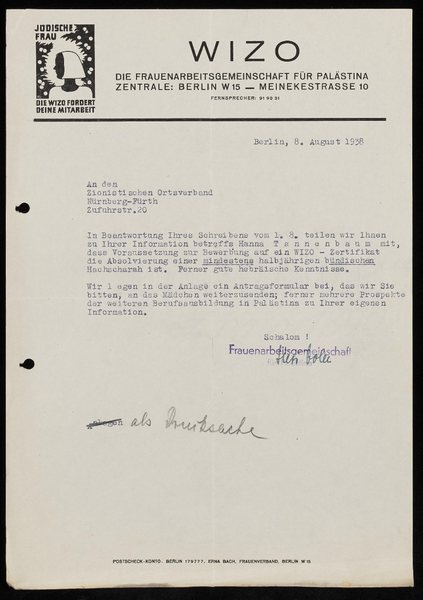 JÜDISCHE
FRAU
DIE WIZO FORDERT
DEINE MITARBEIT
WIZO
DIE FRAUENARBEITSGEMEINSCHAFT FÜR PALÄSTINA
ZENTRALE: BERLIN W 15 — MEINEKESTRASSE 10
FERNSPRECHER: 91 90 31
Berlin, 8. August 1938
An den
Zionistischen Ortsverband
Nürnberg-Fürth
Zufuhrstr.20
In Beantwortung Ihres Schreibens vom 1. 8. teilen wir Ihnen
zu Ihrer Information betreffs Hanna T a n n e n b a u m mit,
dass Voraussetzung zur Bewerbung auf ein WIZO - Zertifikat
die Absolvierung einer mindestens halbjährigen bündischen
Hachscharah ist. Ferner gute hebräische Kenntnisse.
Wir l egen in der Anlage ein Antragsformular bei, das wir Sie
bitten, an das Mädchen weiterzusenden; ferner mehrere Prospekte
der weiteren Berufsausbildung in Palästina zu Ihrer eigenen
Information.
Schalom !
Frauenarbeitsgemeinschaft
als Drucksache
POSTSCHECK-KONTO: BERLIN 179777, ERNA BACH, FRAUENVERBAND, BERLIN W 15